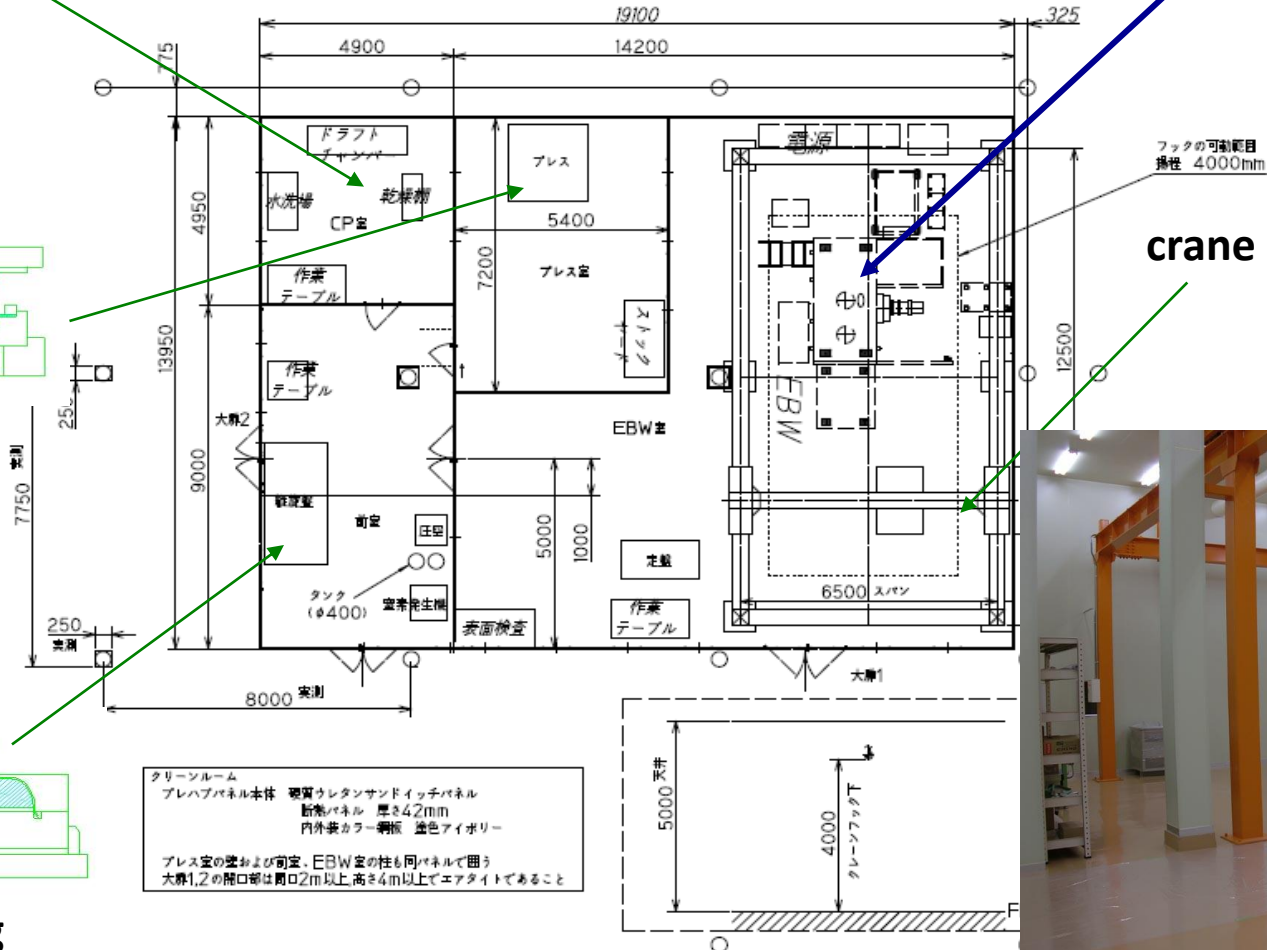 19100
325
4900
14200
775
ドラフト
チャンバー
プレス
電源
フックの可動範囲
揚程 4000mm
水洗場
乾燥棚
4950
CP室
5400
crane
7200
プレス室
作業
テーブル
ストックヤード
13950
12500
作業
テーブル
大扉2
EBW
EBW室
実測
7750
9000
前室
圧空
5000
1000
定盤
タンク
(φ400)
窒素発生機
6500 スパン
作業
テーブル
表面検査
250
実測
大扉1
8000 実測
5000 天井
4000
クレーンフック下
クリーンルーム
プレハブパネル本体 硬質ウレタンサンドイッチパネル
断熱パネル 厚さ42mm
内外装カラー鋼板 塗色アイボリー
プレス室の壁および前室、EBW室の柱も同パネルで囲う
大扉1,2の開口部は間口2m以上,高さ4m以上でエアタイトであること
F
g